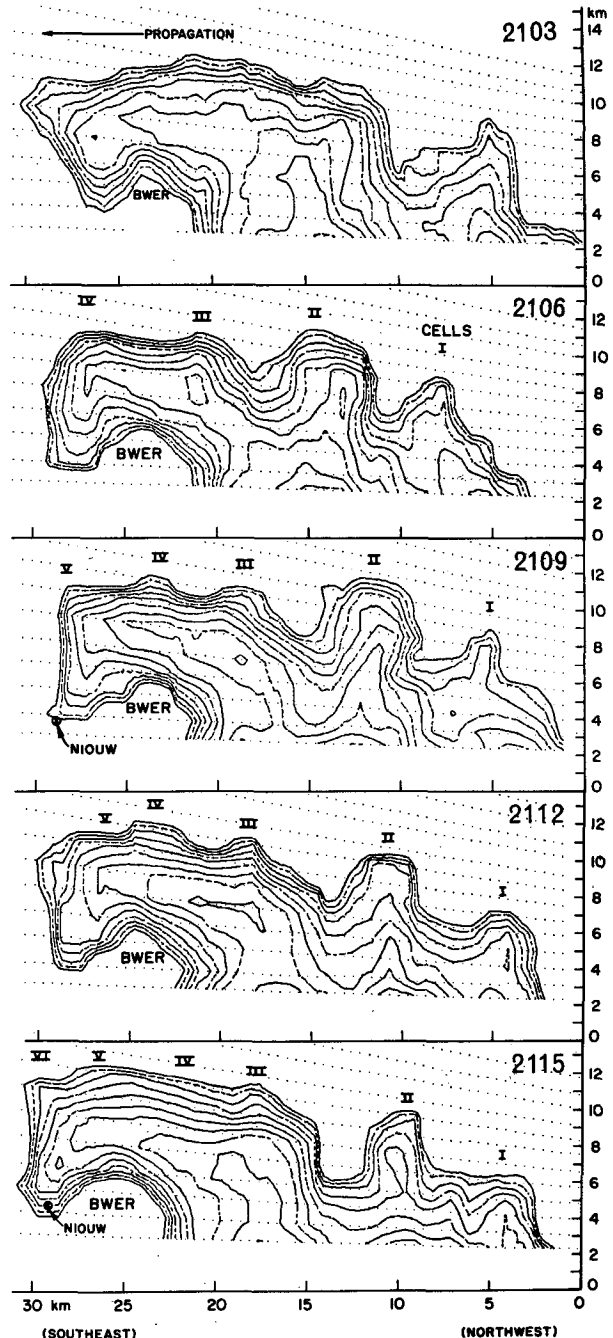 km
PROPAGATION 2103
14
12
10
8
6
4
2
0
BWER
IV III II CELLS 2106
I
12
10
8
6
4
2
0
BWER
V IV III II I 2109
12
10
8
6
4
2
0
BWER
NIOUW
V IV III II I 2112
12
10
8
6
4
2
0
BWER
VI V IV III II I 2115
12
10
8
6
4
2
0
BWER
NIOUW
30 km 25 20 15 10 5 0
(SOUTHEAST) (NORTHWEST)